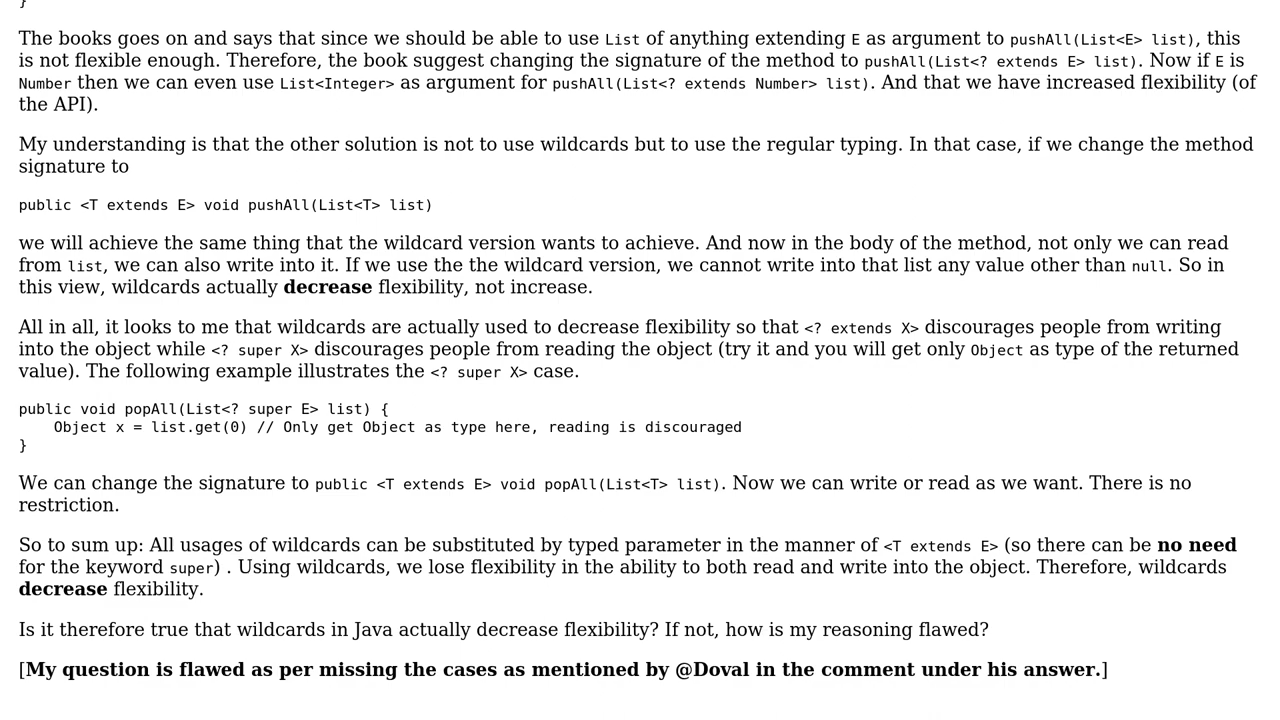 }
The books goes on and says that since we should be able to use List of anything extending E as argument to pushAll(List<E> list), this
is not flexible enough. Therefore, the book suggest changing the signature of the method to pushAll(List<? extends E> list). Now if E is
Number then we can even use List<Integer> as argument for pushAll(List<? extends Number> list). And that we have increased flexibility (of
the API).
My understanding is that the other solution is not to use wildcards but to use the regular typing. In that case, if we change the method
signature to
public <T extends E> void pushAll(List<T> list)
we will achieve the same thing that the wildcard version wants to achieve. And now in the body of the method, not only we can read
from list, we can also write into it. If we use the the wildcard version, we cannot write into that list any value other than null. So in
this view, wildcards actually decrease flexibility, not increase.
All in all, it looks to me that wildcards are actually used to decrease flexibility so that <? extends X> discourages people from writing
into the object while <? super X> discourages people from reading the object (try it and you will get only Object as type of the returned
value). The following example illustrates the <? super X> case.
public void popAll(List<? super E> list) {
    Object x = list.get(0) // Only get Object as type here, reading is discouraged
}
We can change the signature to public <T extends E> void popAll(List<T> list). Now we can write or read as we want. There is no
restriction.
So to sum up: All usages of wildcards can be substituted by typed parameter in the manner of <T extends E> (so there can be no need
for the keyword super) . Using wildcards, we lose flexibility in the ability to both read and write into the object. Therefore, wildcards
decrease flexibility.
Is it therefore true that wildcards in Java actually decrease flexibility? If not, how is my reasoning flawed?
[My question is flawed as per missing the cases as mentioned by @Doval in the comment under his answer.]